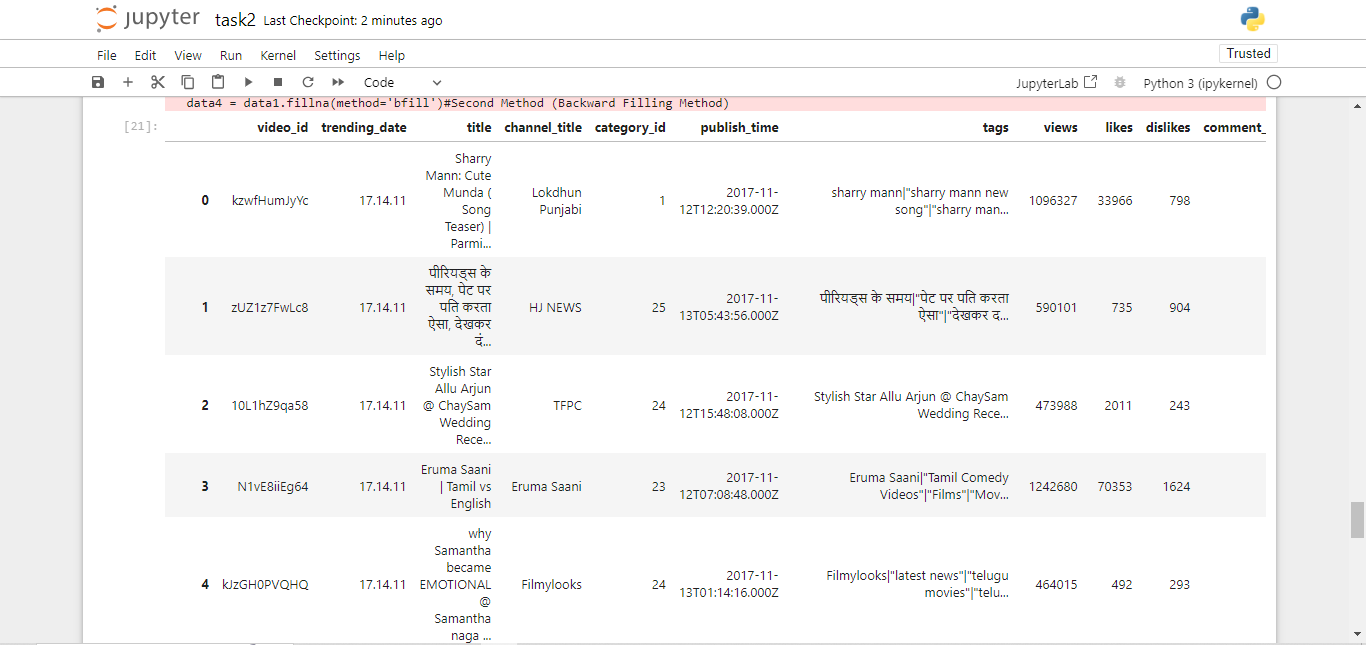 jupyter task2 Last Checkpoint: 2 minutes ago
File Edit View Run Kernel Settings Help Trusted
Code JupyterLab Python 3 (ipykernel)
data4 = data1.fillna(method='bfill')#Second Method (Backward Filling Method)
[21]:
video_id trending_date title channel_title category_id publish_time tags views likes dislikes comment_
Sharry
Mann: Cute
Munda (
Song
Teaser) |
Parmi...
0 kzwfHumJyYc 17.14.11
Lokdhun
Punjabi
1
2017-11-
12T12:20:39.000Z
sharry mann|"sharry mann new
song"|"sharry man...
1096327 33966 798
पीरियड्स के
समय, पेट पर
पति करता
ऐसा, देखकर
दं...
1 zUZ1z7FwLc8 17.14.11
HJ NEWS 25
2017-11-
13T05:43:56.000Z
पीरियड्स के समय|"पेट पर पति करता
ऐसा"|"देखकर द...
590101 735 904
Stylish Star
Allu Arjun
@ ChaySam
Wedding
Rece...
2 10L1hZ9qa58 17.14.11
TFPC 24
2017-11-
12T15:48:08.000Z
Stylish Star Allu Arjun @ ChaySam
Wedding Rece...
473988 2011 243
Eruma Saani
| Tamil vs
English
3 N1vE8iiEg64 17.14.11
Eruma Saani 23
2017-11-
12T07:08:48.000Z
Eruma Saani|"Tamil Comedy
Videos"|"Films"|"Mov...
1242680 70353 1624
why
Samantha
became
EMOTIONAL
@
Samantha
naga ...
4 kJzGH0PVQHQ 17.14.11
Filmylooks 24
2017-11-
13T01:14:16.000Z
Filmylooks|"latest news"|"telugu
movies"|"telu...
464015 492 293